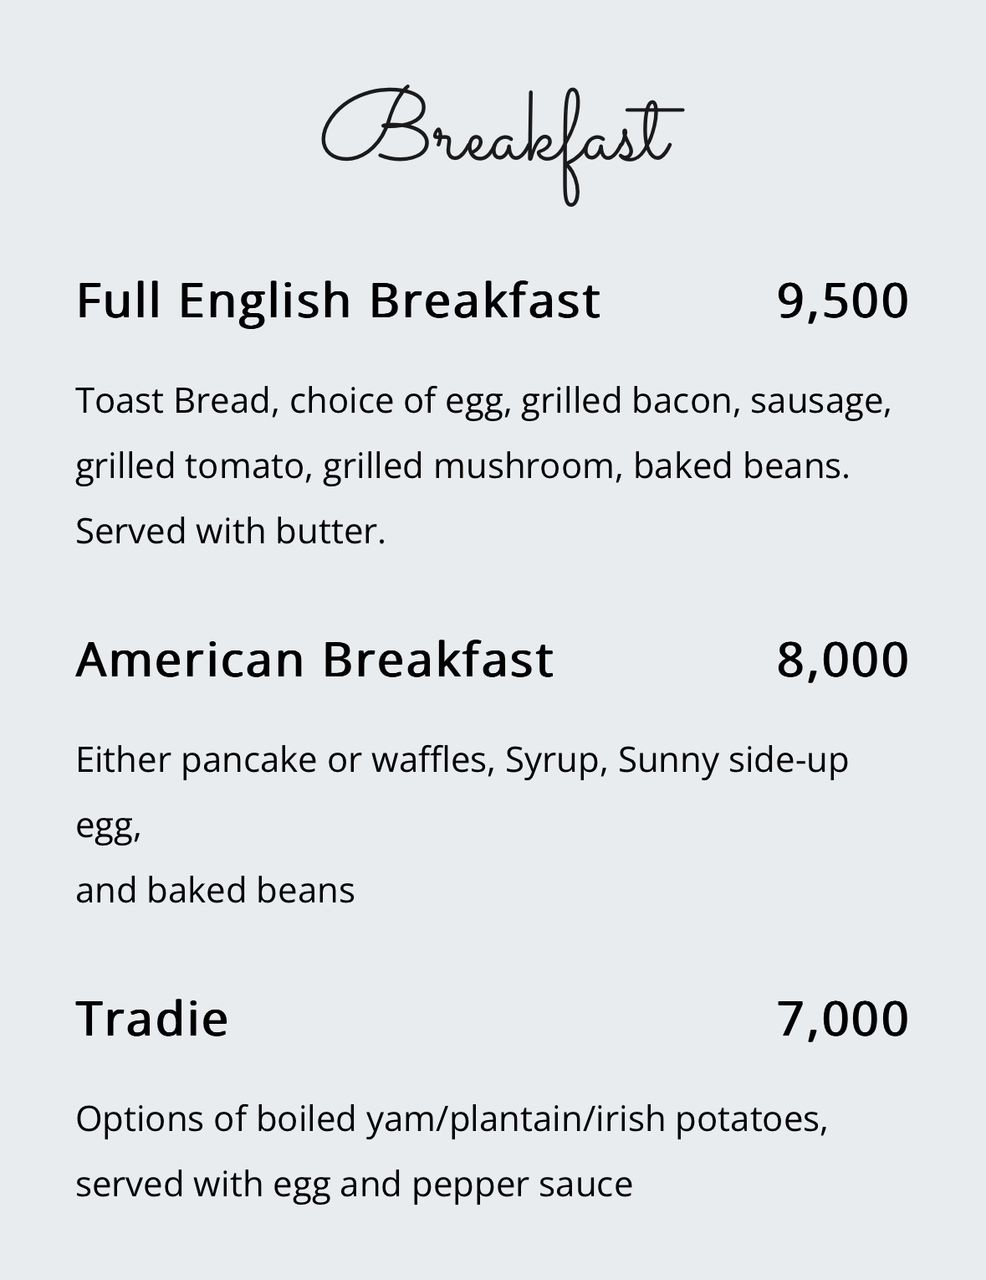 Breakfast
Full English Breakfast 9,500
Toast Bread, choice of egg, grilled bacon, sausage,
grilled tomato, grilled mushroom, baked beans.
Served with butter.
American Breakfast 8,000
Either pancake or waffles, Syrup, Sunny side-up
egg,
and baked beans
Tradie 7,000
Options of boiled yam/plantain/irish potatoes,
served with egg and pepper sauce